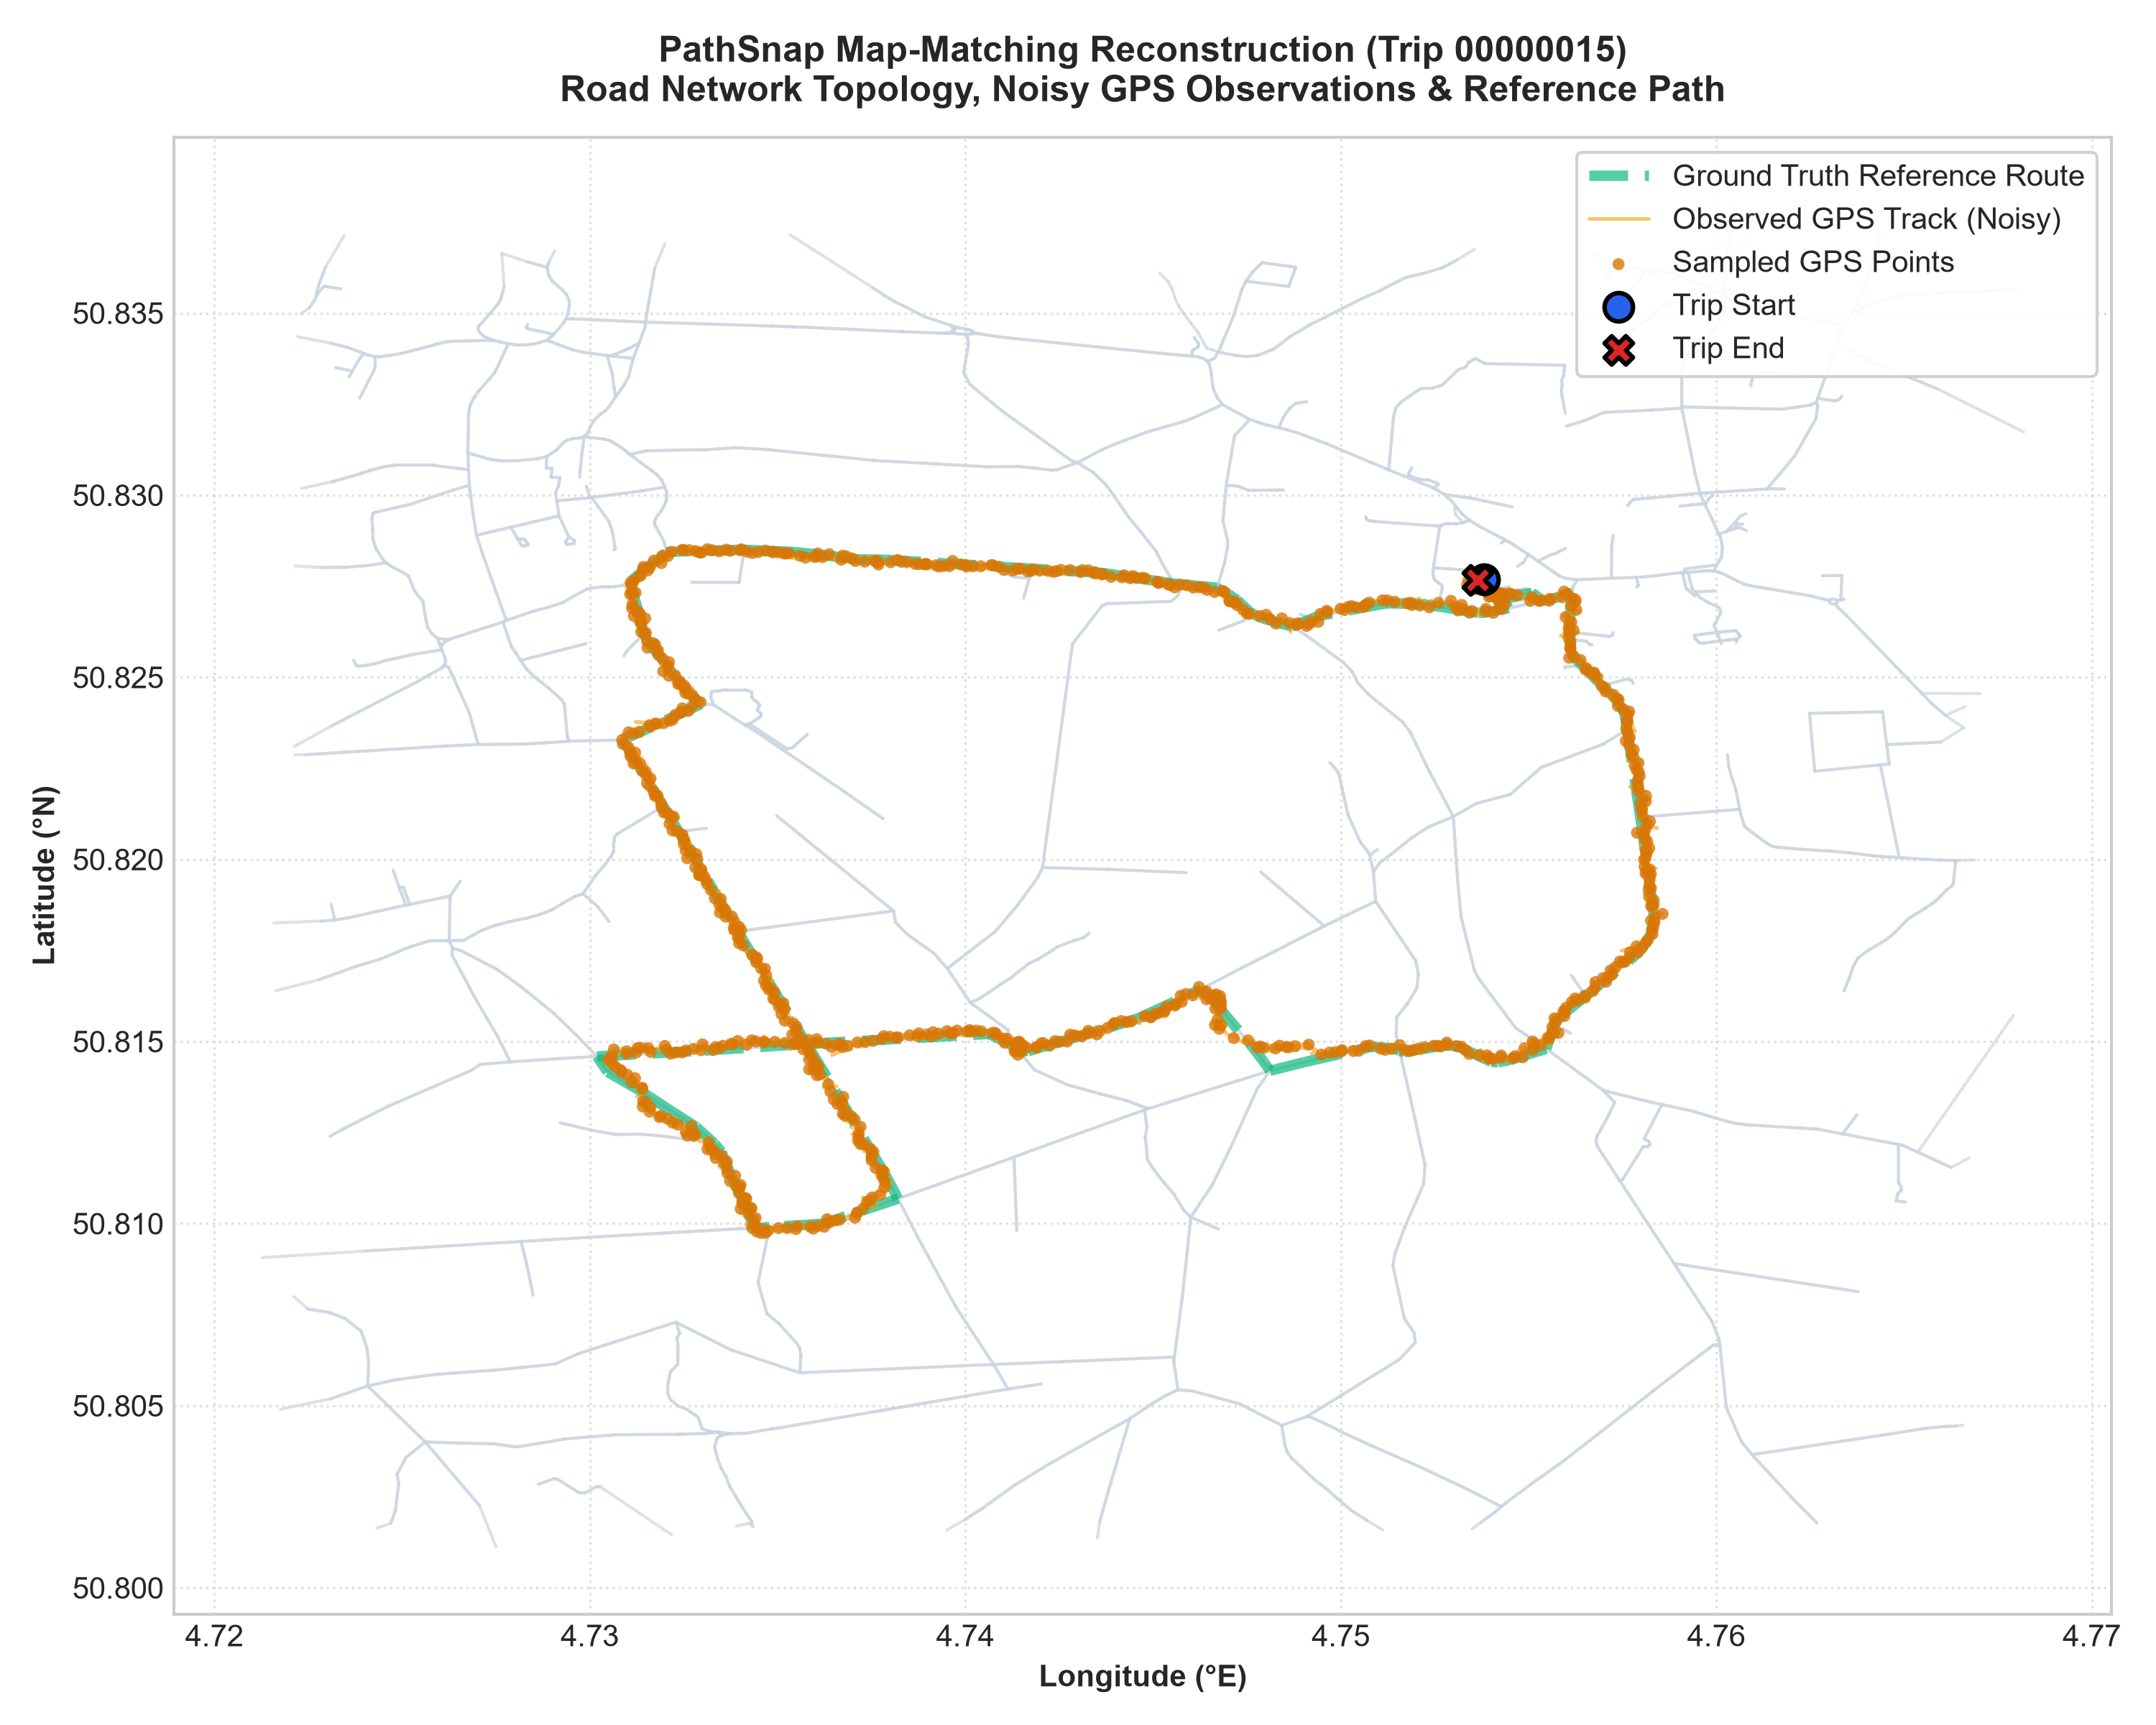 PathSnap Map-Matching Reconstruction (Trip 00000015)
Road Network Topology, Noisy GPS Observations & Reference Path
Ground Truth Reference Route
Observed GPS Track (Noisy)
Sampled GPS Points
Trip Start
Trip End
Latitude (°N)
50.835
50.830
50.825
50.820
50.815
50.810
50.805
50.800
4.72 4.73 4.74 4.75 4.76 4.77
Longitude (°E)